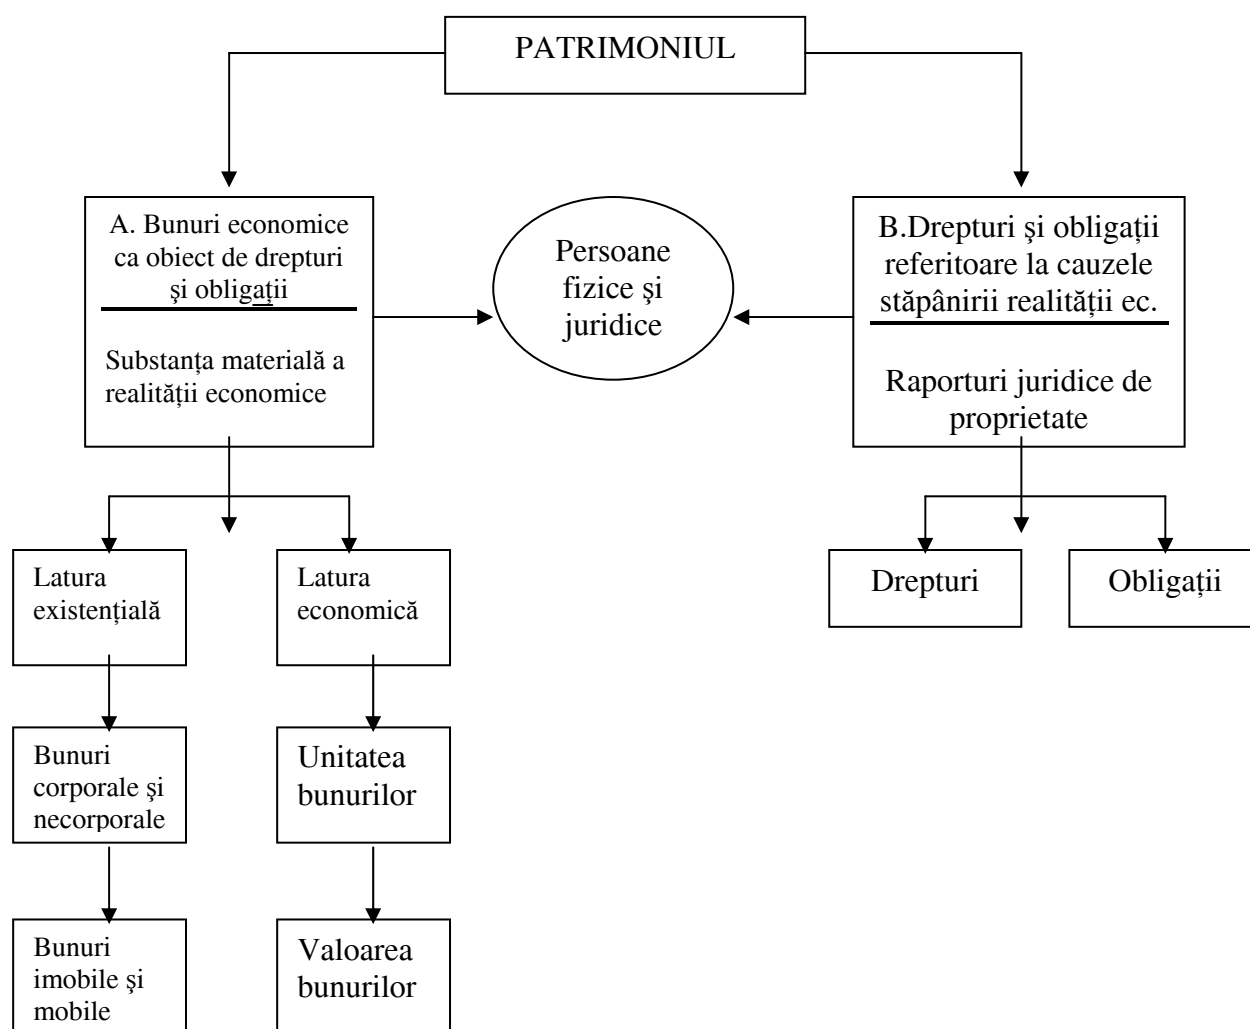 PATRIMONIUL
A. Bunuri economice
ca obiect de drepturi
şi obligaţii
Substanţa materială a
realităţii economice
Persoane
fizice şi
juridice
B.Drepturi şi obligaţii
referitoare la cauzele
stăpânirii realităţii ec.
Raporturi juridice de
proprietate
Latura
existenţială
Latura
economică
Drepturi
Obligaţii
Bunuri
corporale şi
necorporale
Unitatea
bunurilor
Bunuri
imobile şi
mobile
Valoarea
bunurilor